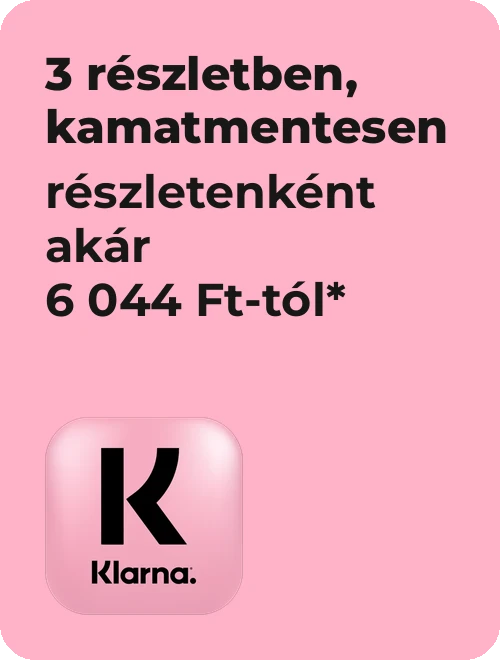 3 részletben,
kamatmentesen
részletenként
akár
6 044 Ft-tól*
K
Klarna.